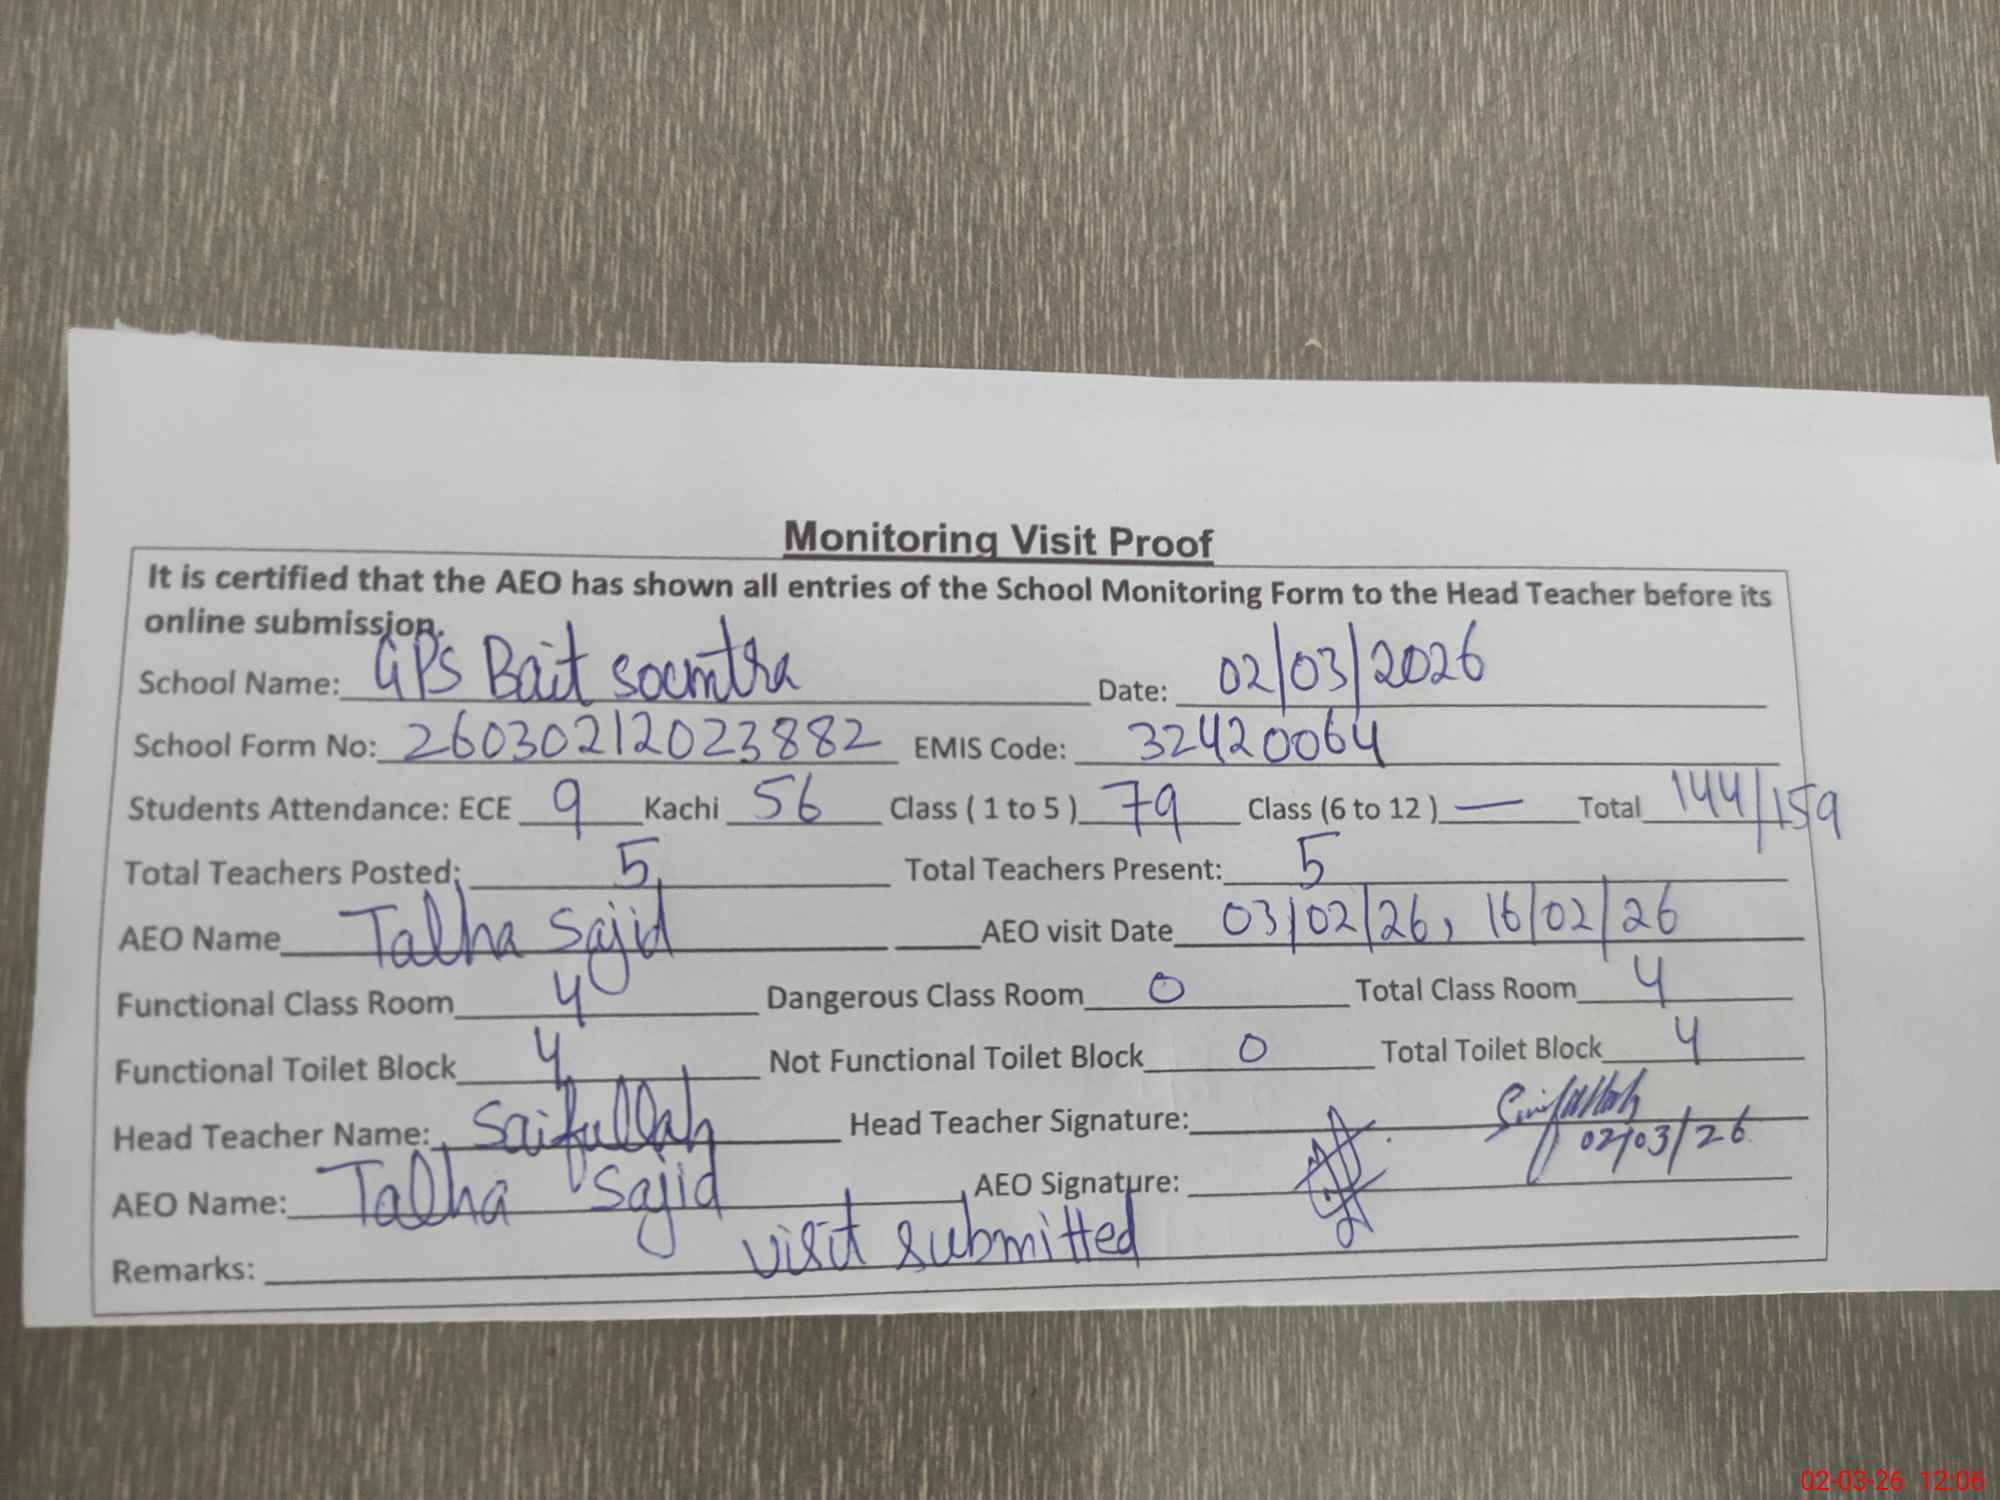 Monitoring Visit Proof
It is certified that the AEO has shown all entries of the School Monitoring Form to the Head Teacher before its
online submission.
School Name: GPS Bait soomtra Date: 02/03/2026
School Form No: 26030212023882 EMIS Code: 32420064
Students Attendance: ECE 9 Kachi 56 Class ( 1 to 5 ) 79 Class (6 to 12 ) — Total 144/159
Total Teachers Posted: 5 Total Teachers Present: 5
AEO Name Talha Sajid AEO visit Date 03/02/26, 16/02/26
Functional Class Room 4 Dangerous Class Room 0 Total Class Room 4
Functional Toilet Block 4 Not Functional Toilet Block 0 Total Toilet Block 4
Head Teacher Name: Saifullah Head Teacher Signature: Saifullah
02/03/26
AEO Name: Talha Sajid AEO Signature:
Remarks: visit submitted
02-03-26 12:06